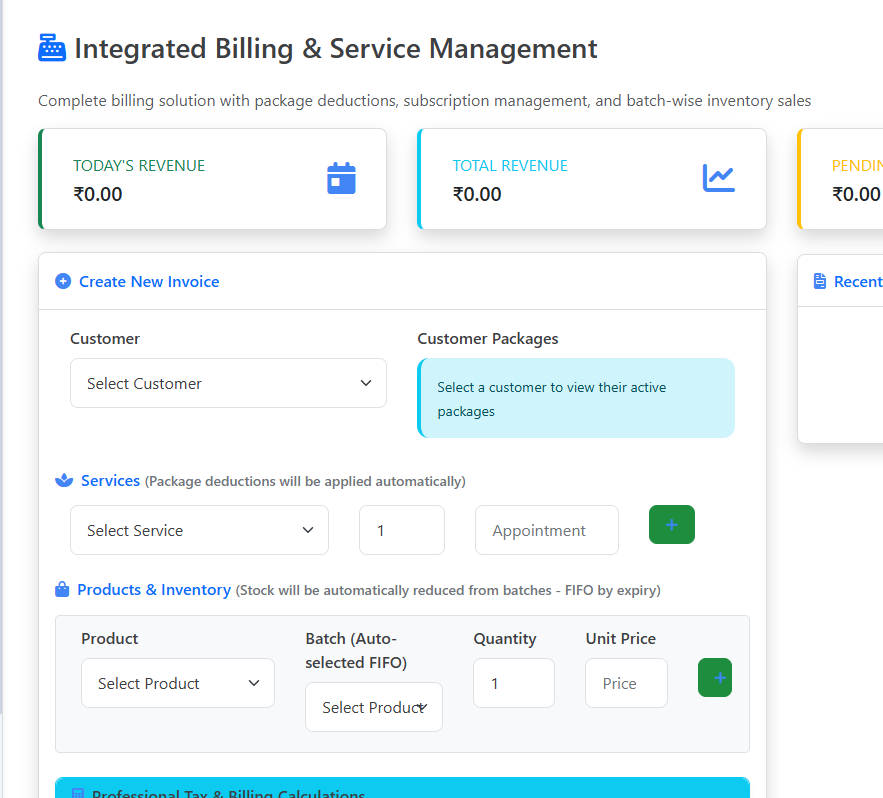 Integrated Billing & Service Management
Complete billing solution with package deductions, subscription management, and batch-wise inventory sales
TODAY'S REVENUE
₹0.00
TOTAL REVENUE
₹0.00
PENDIN
₹0.00
Create New Invoice
Recent
Customer
Select Customer
Customer Packages
Select a customer to view their active
packages
Services (Package deductions will be applied automatically)
Select Service
1
Appointment
+
Products & Inventory (Stock will be automatically reduced from batches - FIFO by expiry)
Product
Select Product
Batch (Auto-
selected FIFO)
Select Product
Quantity
1
Unit Price
Price
+
Professional Tax & Billing Calculations